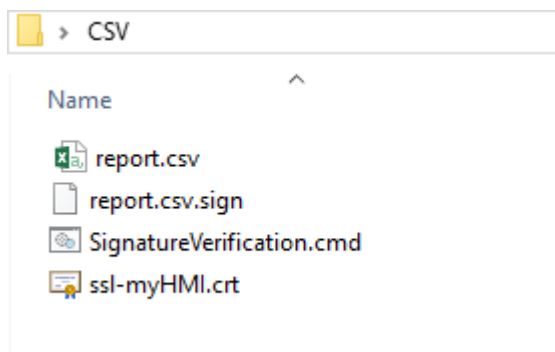 > CSV
Name
report.csv
report.csv.sign
SignatureVerification.cmd
ssl-myHMI.crt